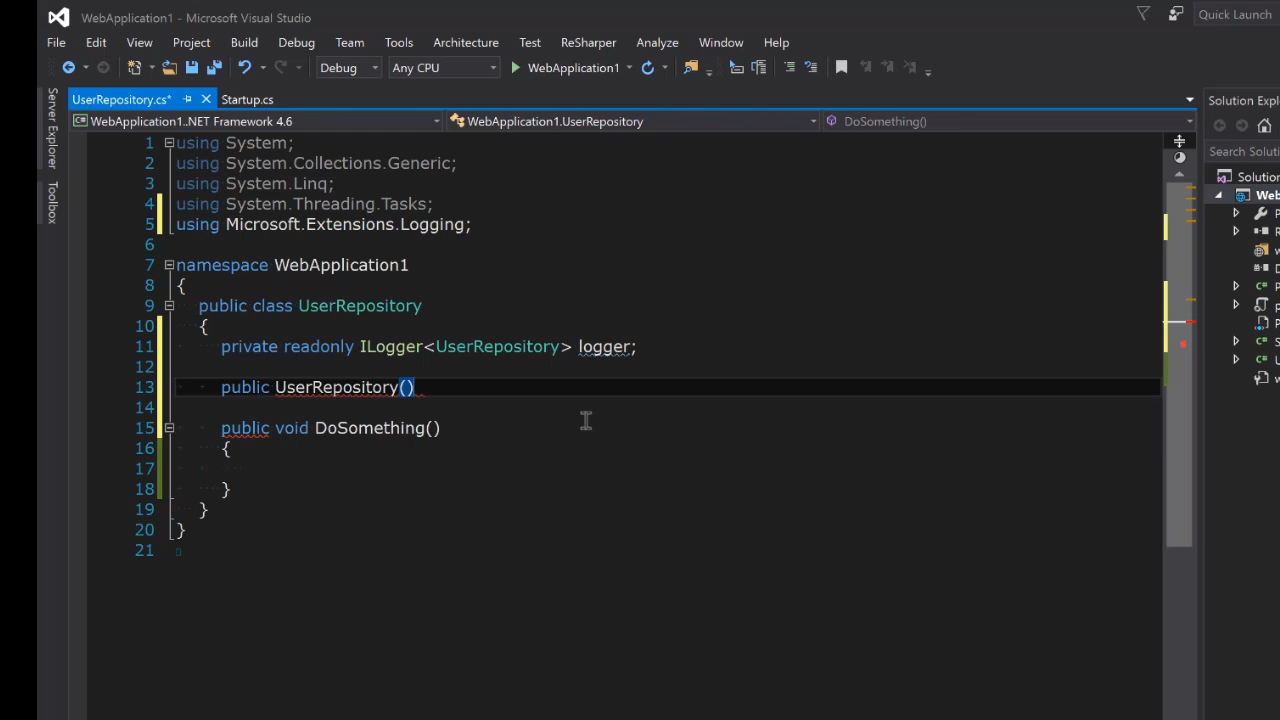 WebApplication1 - Microsoft Visual Studio
Quick Launch
File Edit View Project Build Debug Team Tools Architecture Test ReSharper Analyze Window Help
Debug Any CPU WebApplication1
UserRepository.cs* Startup.cs
WebApplication1..NET Framework 4.6 WebApplication1.UserRepository DoSomething()
Server Explorer
Toolbox
1 using System;
2 using System.Collections.Generic;
3 using System.Linq;
4 using System.Threading.Tasks;
5 using Microsoft.Extensions.Logging;
6
7 namespace WebApplication1
8 {
9 public class UserRepository
10 {
11 private readonly ILogger<UserRepository> logger;
12
13 public UserRepository()
14
15 public void DoSomething()
16 {
17
18 }
19 }
20 }
21
Solution Explo
Search Solutio
Solution
Web